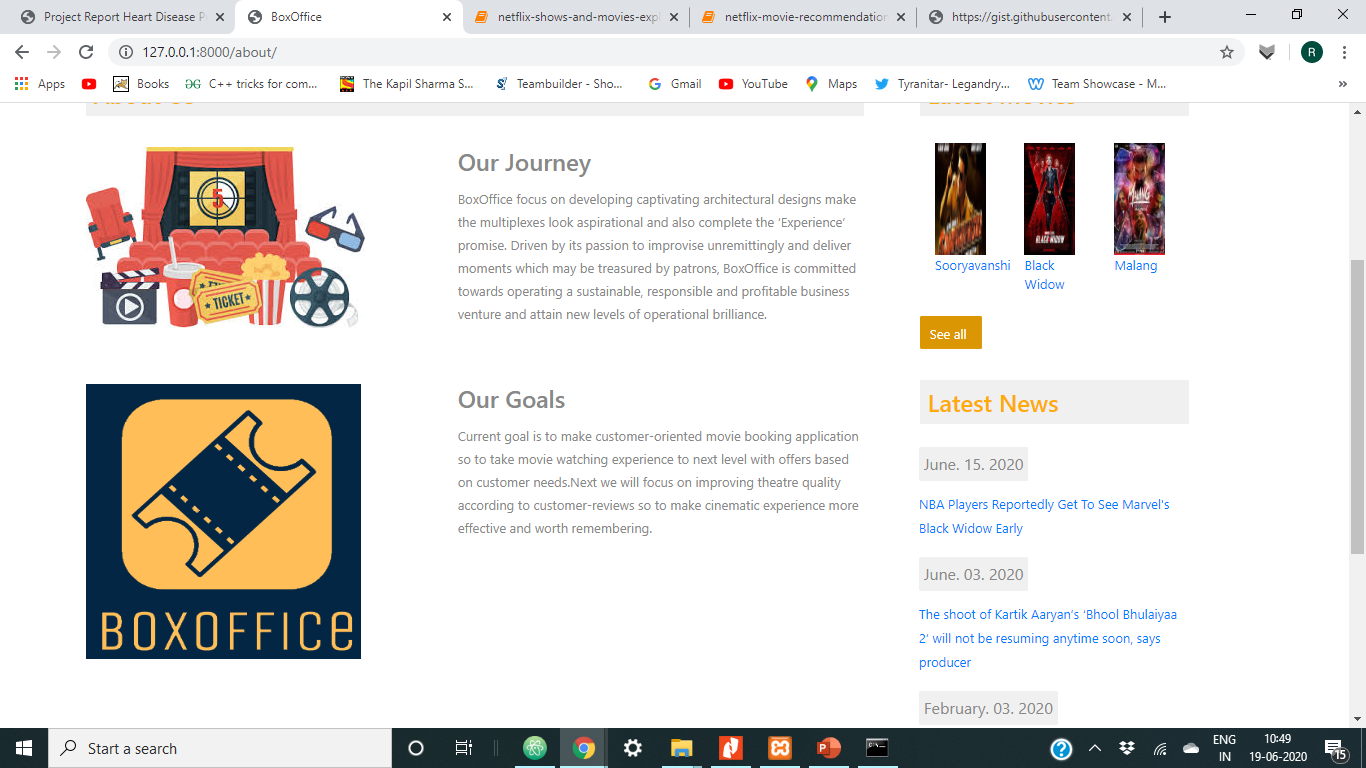 Project Report Heart Disease P
BoxOffice
netflix-shows-and-movies-expl
netflix-movie-recommendation
https://gist.githubusercontent.
127.0.0.1:8000/about/
R
Apps
Books
C++ tricks for com...
The Kapil Sharma S...
Teambuilder - Sho...
Gmail
YouTube
Maps
Tyranitar- Legandry...
Team Showcase - M...
»
About Us
Latest Movies
5
TICKET
Our Journey
BoxOffice focus on developing captivating architectural designs make
the multiplexes look aspirational and also complete the ‘Experience’
promise. Driven by its passion to improvise unremittingly and deliver
moments which may be treasured by patrons, BoxOffice is committed
towards operating a sustainable, responsible and profitable business
venture and attain new levels of operational brilliance.
BLACK WIDOW
MALANG
Sooryavanshi
Black
Widow
Malang
See all
BOXOFFICE
Our Goals
Current goal is to make customer-oriented movie booking application
so to take movie watching experience to next level with offers based
on customer needs.Next we will focus on improving theatre quality
according to customer-reviews so to make cinematic experience more
effective and worth remembering.
Latest News
June. 15. 2020
NBA Players Reportedly Get To See Marvel's
Black Widow Early
June. 03. 2020
The shoot of Kartik Aaryan’s ‘Bhool Bhulaiyaa
2’ will not be resuming anytime soon, says
producer
February. 03. 2020
Start a search
ENG
IN
10:49
19-06-2020
15